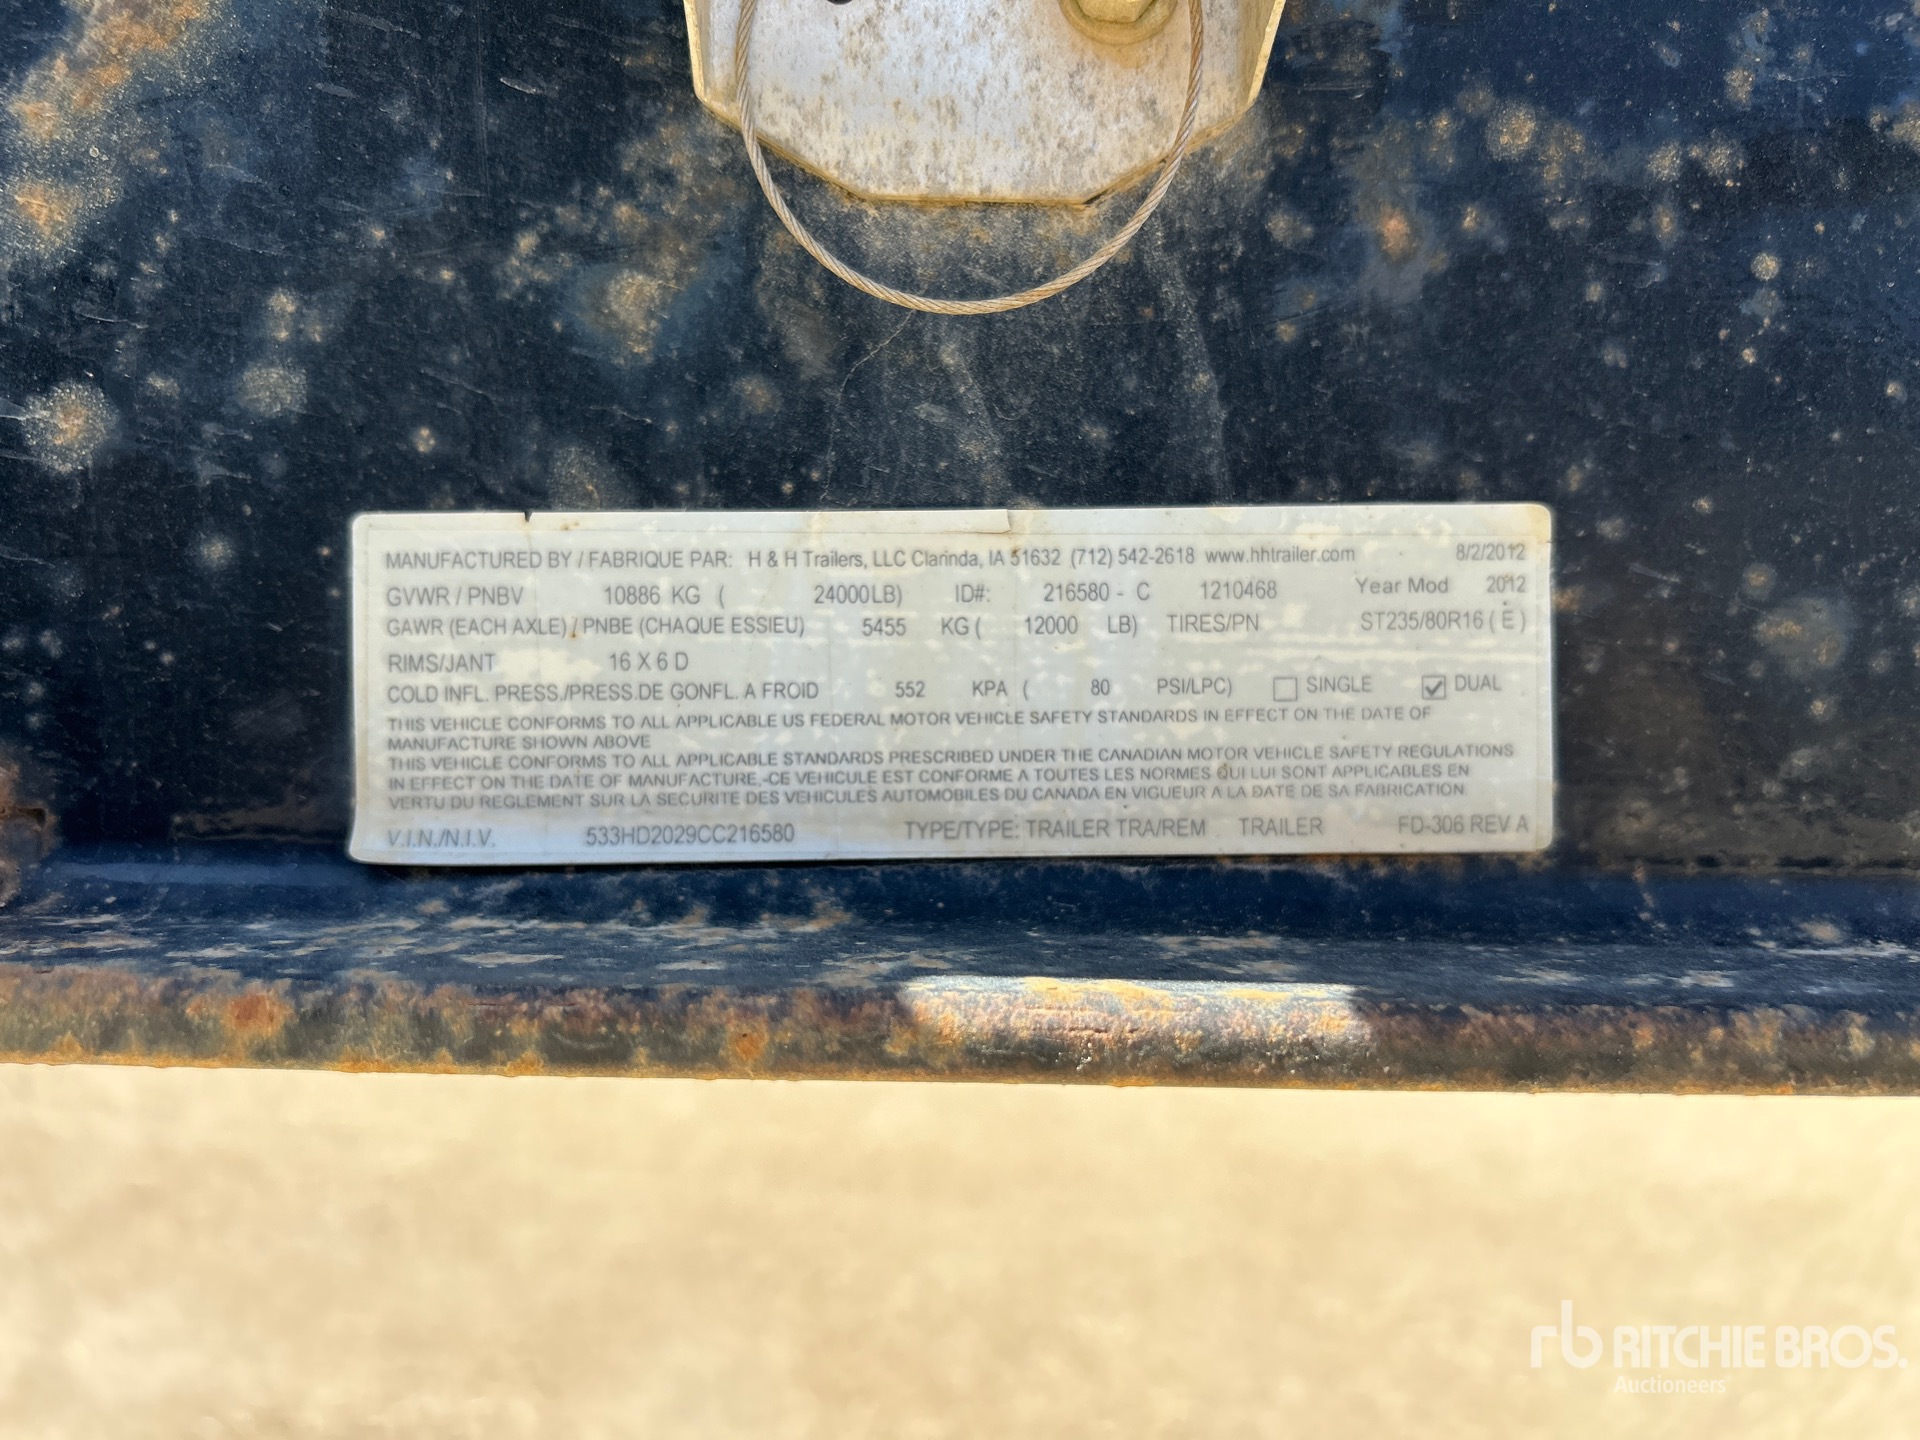 MANUFACTURED BY / FABRIQUE PAR: H & H Trailers, LLC Clarinda, IA 51632 (712) 542-2618 www.hhtrailer.com 8/2/2012
GVWR / PNBV 10886 KG ( 24000LB) ID#: 216580 - C 1210468 Year Mod 2012
GAWR (EACH AXLE) / PNBE (CHAQUE ESSIEU) 5455 KG ( 12000 LB) TIRES/PN ST235/80R16 ( E )
RIMS/JANT 16 X 6 D
COLD INFL. PRESS./PRESS.DE GONFL. A FROID 552 KPA ( 80 PSI/LPC) SINGLE DUAL
THIS VEHICLE CONFORMS TO ALL APPLICABLE US FEDERAL MOTOR VEHICLE SAFETY STANDARDS IN EFFECT ON THE DATE OF
MANUFACTURE SHOWN ABOVE
THIS VEHICLE CONFORMS TO ALL APPLICABLE STANDARDS PRESCRIBED UNDER THE CANADIAN MOTOR VEHICLE SAFETY REGULATIONS
IN EFFECT ON THE DATE OF MANUFACTURE,-CE VEHICULE EST CONFORME A TOUTES LES NORMES QUI LUI SONT APPLICABLES EN
VERTU DU REGLEMENT SUR LA SECURITE DES VEHICULES AUTOMOBILES DU CANADA EN VIGUEUR A LA DATE DE SA FABRICATION.
V.I.N./N.I.V. 533HD2029CC216580 TYPE/TYPE: TRAILER TRA/REM TRAILER FD-306 REV A
rb RITCHIE BROS.
Auctioneers